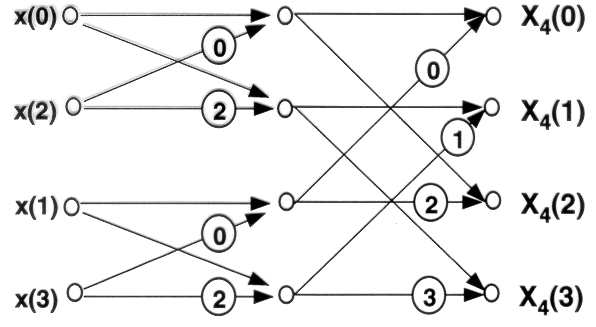 x(0) 0 X₄(0)
0
x(2) 2 X₄(1)
1
x(1) 0 2 X₄(2)
x(3) 2 3 X₄(3)